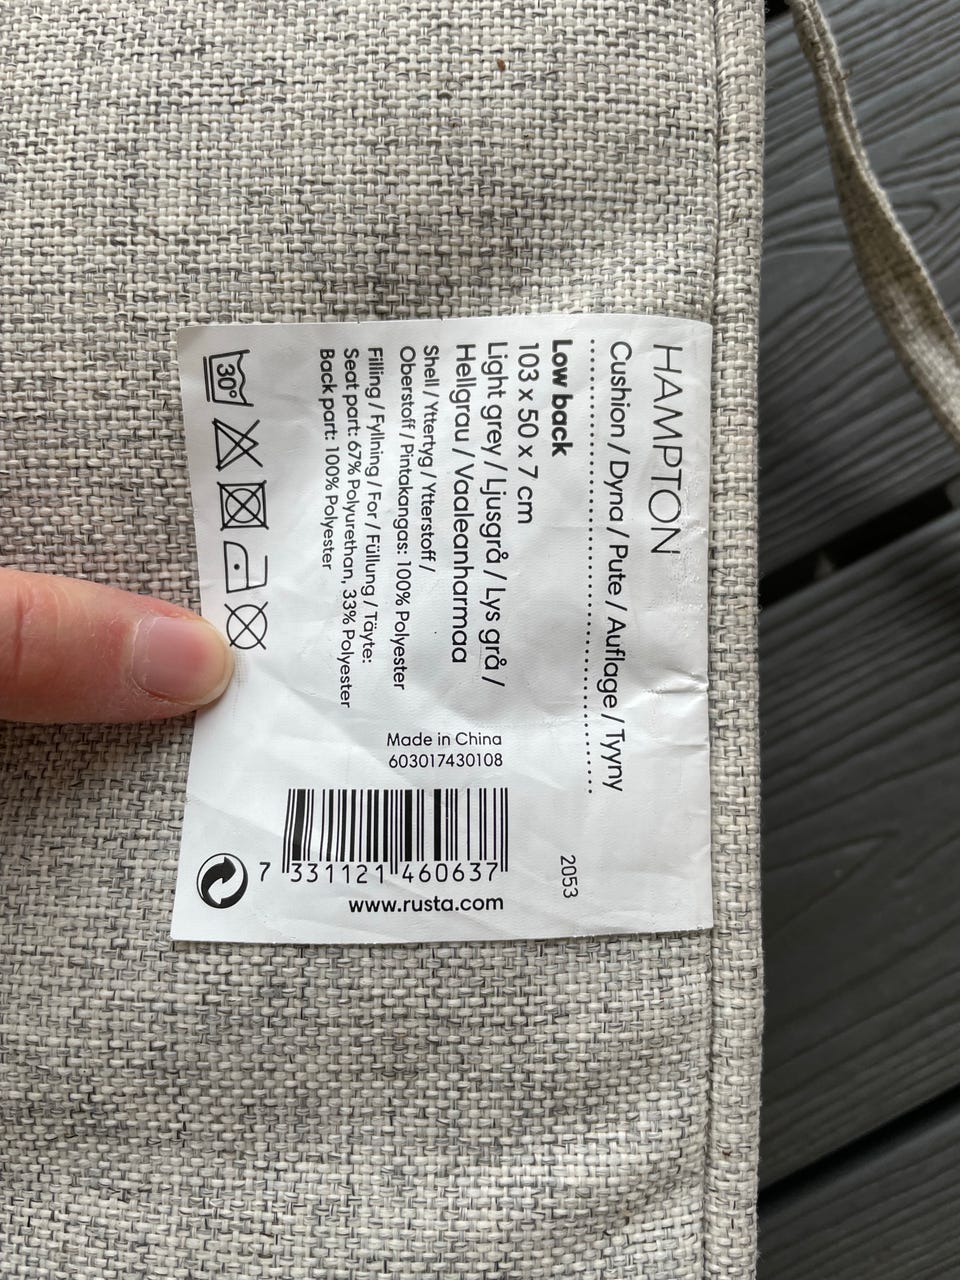 HAMPTON
Cushion / Dyna / Pute / Auflage / Tyyny
Low back
103 x 50 x 7 cm
Light grey / Ljusgrå / Lys grå /
Hellgrau / Vaaleanharmaa
Shell / Yttertyg / Ytterstoff /
Oberstoff / Pintakangas: 100% Polyester
Filling / Fyllning / For / Füllung / Täyte:
Seat part: 67% Polyurethan, 33% Polyester
Back part: 100% Polyester
30°
2053
Made in China
603017430108
7 331121 460637
www.rusta.com